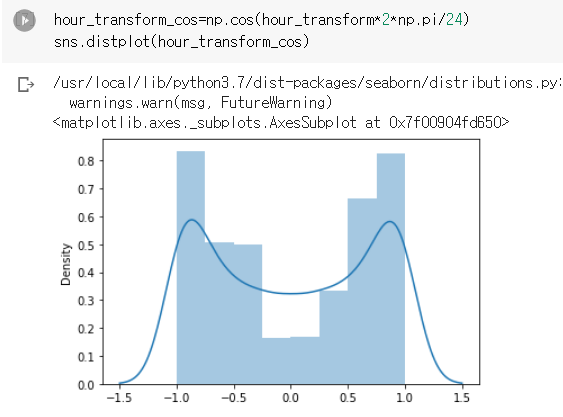 hour_transform_cos=np.cos(hour_transform*2*np.pi/24)
sns.distplot(hour_transform_cos)
/usr/local/lib/python3.7/dist-packages/seaborn/distributions.py:
warnings.warn(msg, FutureWarning)
<matplotlib.axes._subplots.AxesSubplot at 0x7f00904fd650>
0.8
0.7
0.6
0.5
0.4
0.3
0.2
0.1
0.0
Density
−1.5 −1.0 −0.5 0.0 0.5 1.0 1.5